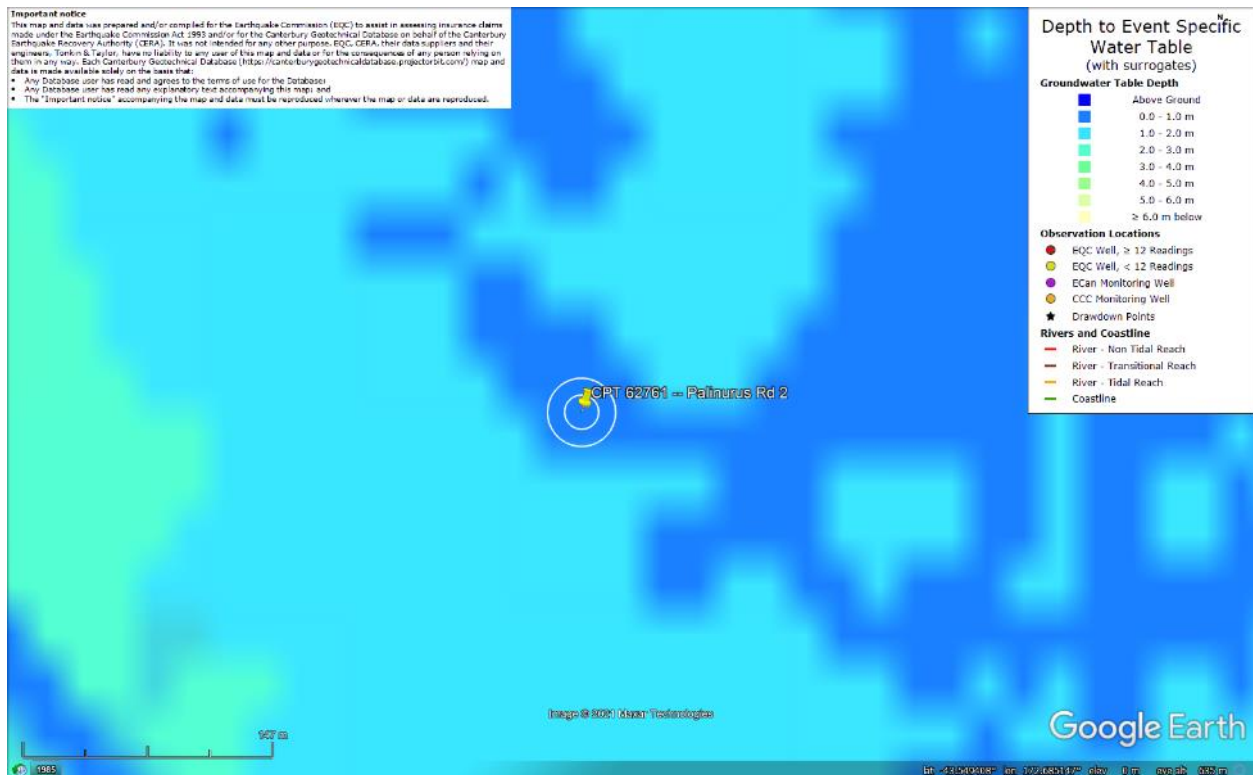 Important notice
This map and data was prepared and/or compiled for the Earthquake Commission (EQC) to assist in assessing insurance claims
made under the Earthquake Commission Act 1993 and/or for the Canterbury Geotechnical Database on behalf of the Canterbury
Earthquake Recovery Authority (CERA). It was not intended for any other purpose. EQC, CERA, their data suppliers and their
engineers, Tonkin & Taylor, have no liability to any user of this map and data or for the consequences of any person relying on
them in any way. Each Canterbury Geotechnical Database (https://canterburygeotechnicaldatabase.projectorbit.com/) map and
data is made available solely on the basis that:
• Any Database user has read and agrees to the terms of use for the Database;
• Any Database user has read any explanatory text accompanying this map; and
• The "Important notice" accompanying the map and data must be reproduced wherever the map or data are reproduced.
N
Depth to Event Specific
Water Table
(with surrogates)
Groundwater Table Depth
Above Ground
0.0 - 1.0 m
1.0 - 2.0 m
2.0 - 3.0 m
3.0 - 4.0 m
4.0 - 5.0 m
5.0 - 6.0 m
≥ 6.0 m below
Observation Locations
EQC Well, ≥ 12 Readings
EQC Well, < 12 Readings
ECan Monitoring Well
CCC Monitoring Well
Drawdown Points
Rivers and Coastline
River - Non Tidal Reach
River - Transitional Reach
River - Tidal Reach
Coastline
CPT 62761 -- Palinurus Rd 2
Image © 2021 Maxar Technologies
147 m
Google Earth
1985
lat -43.549408° lon 172.685147° elev 0 m eye alt 635 m